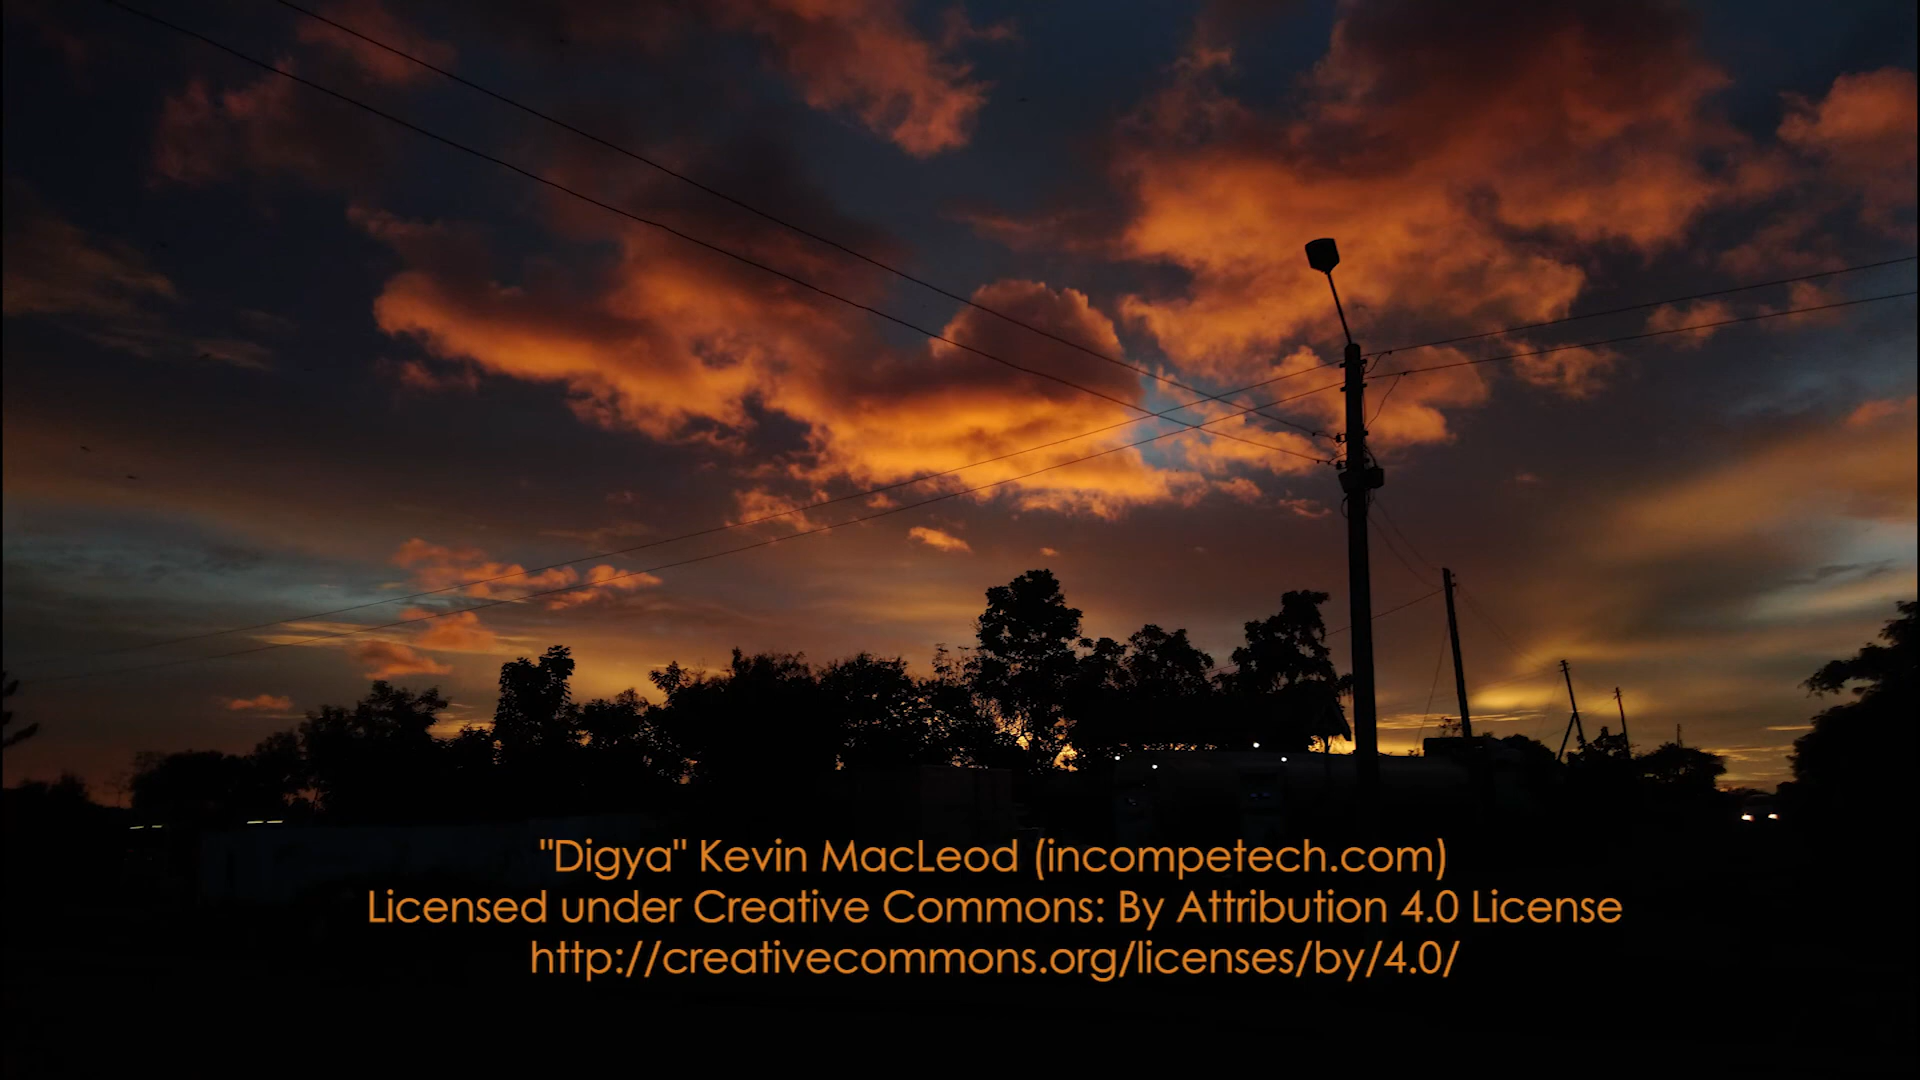 "Digya" Kevin MacLeod (incompetech.com)
Licensed under Creative Commons: By Attribution 4.0 License
http://creativecommons.org/licenses/by/4.0/